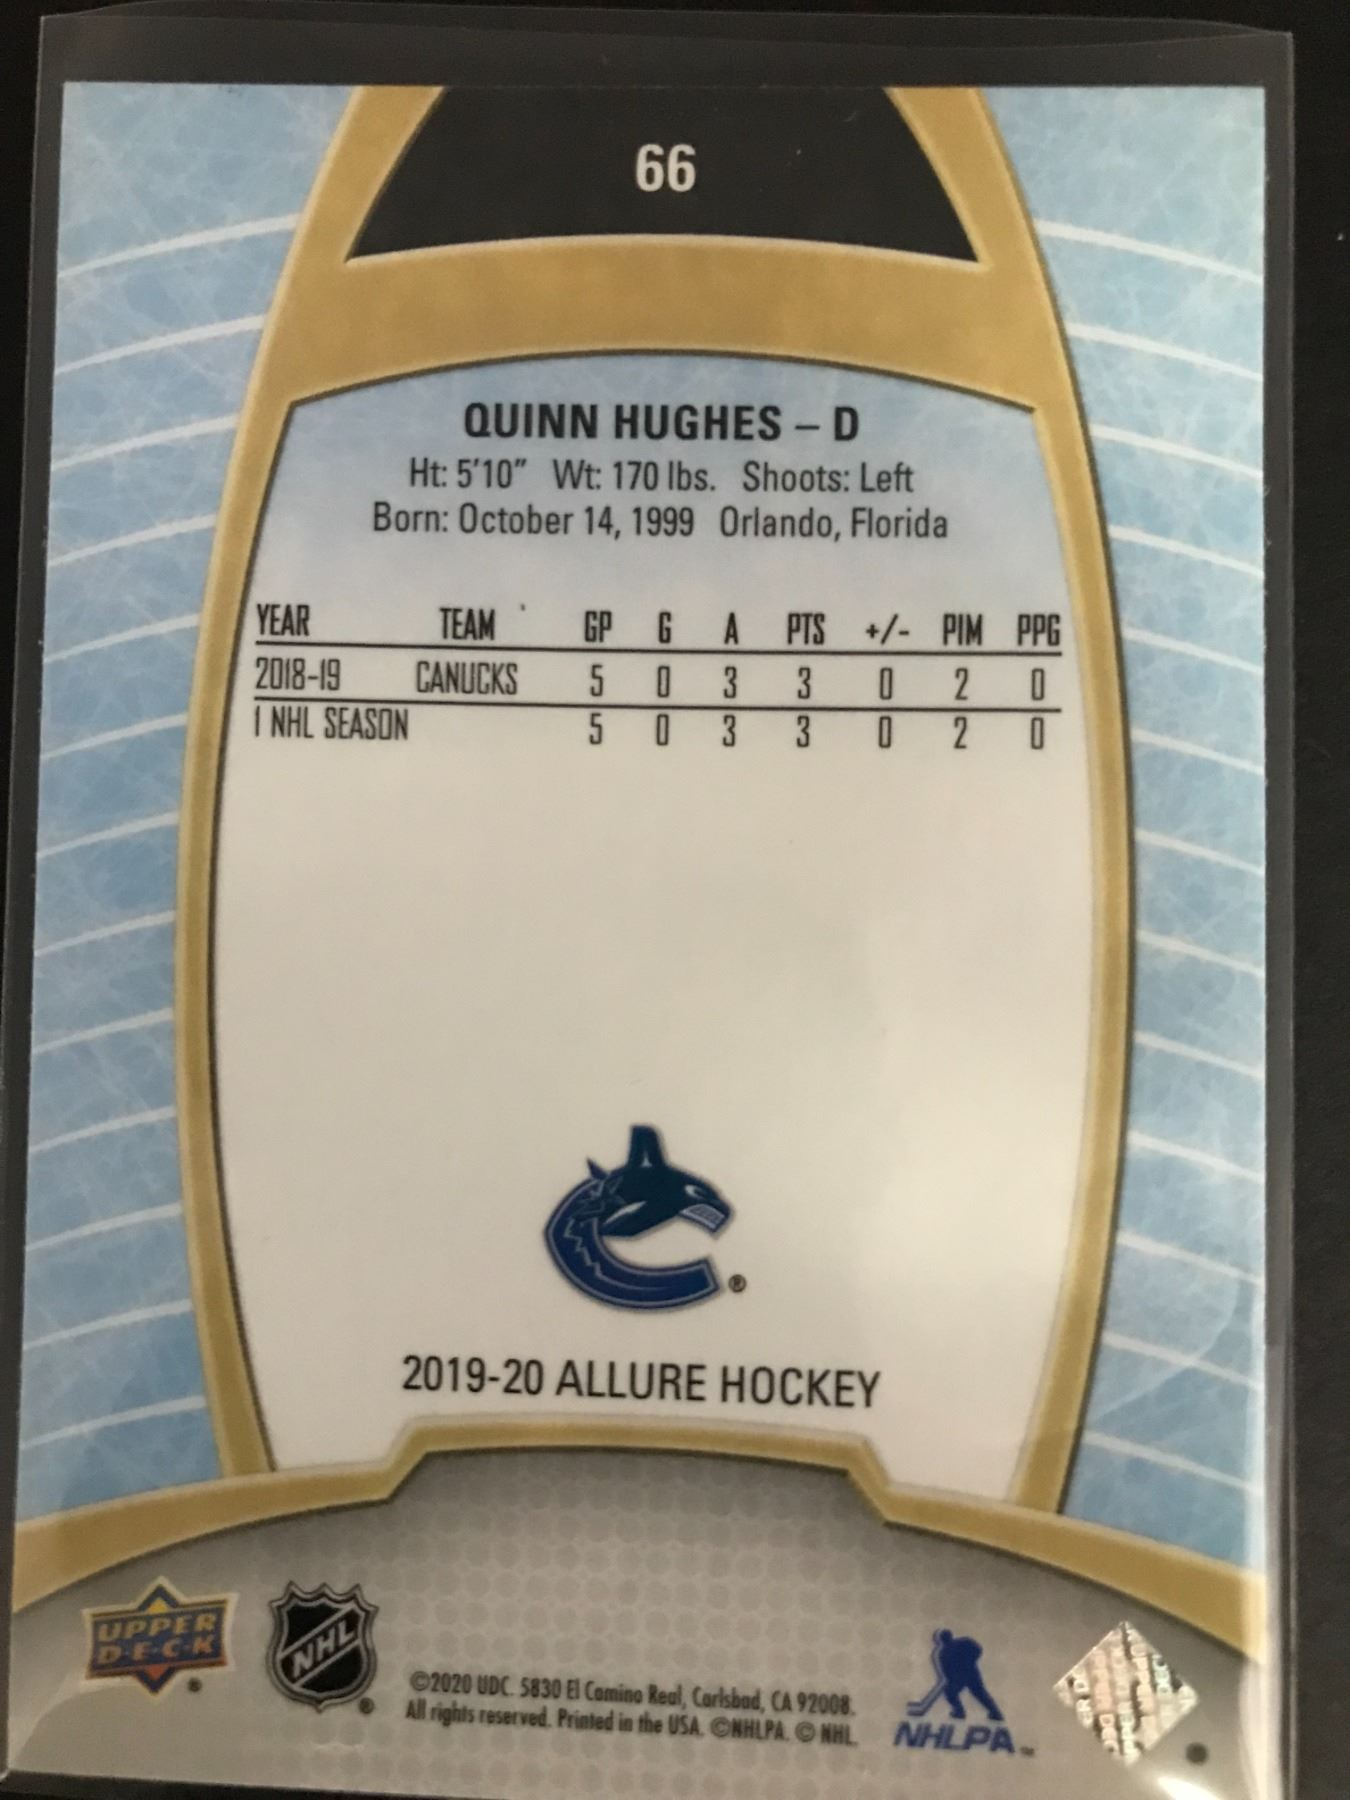 66
QUINN HUGHES – D
Ht: 5'10" Wt: 170 lbs. Shoots: Left
Born: October 14, 1999 Orlando, Florida
YEAR TEAM GP G A PTS +/- PIM PPG
2018-19 CANUCKS 5 0 3 3 0 2 0
1 NHL SEASON 5 0 3 3 0 2 0
®
2019-20 ALLURE HOCKEY
UPPER
D·E·C·K
®
NHL
®
©2020 UDC. 5830 El Camino Real, Carlsbad, CA 92008.
All rights reserved. Printed in the USA. ©NHLPA. © NHL.
NHLPA™